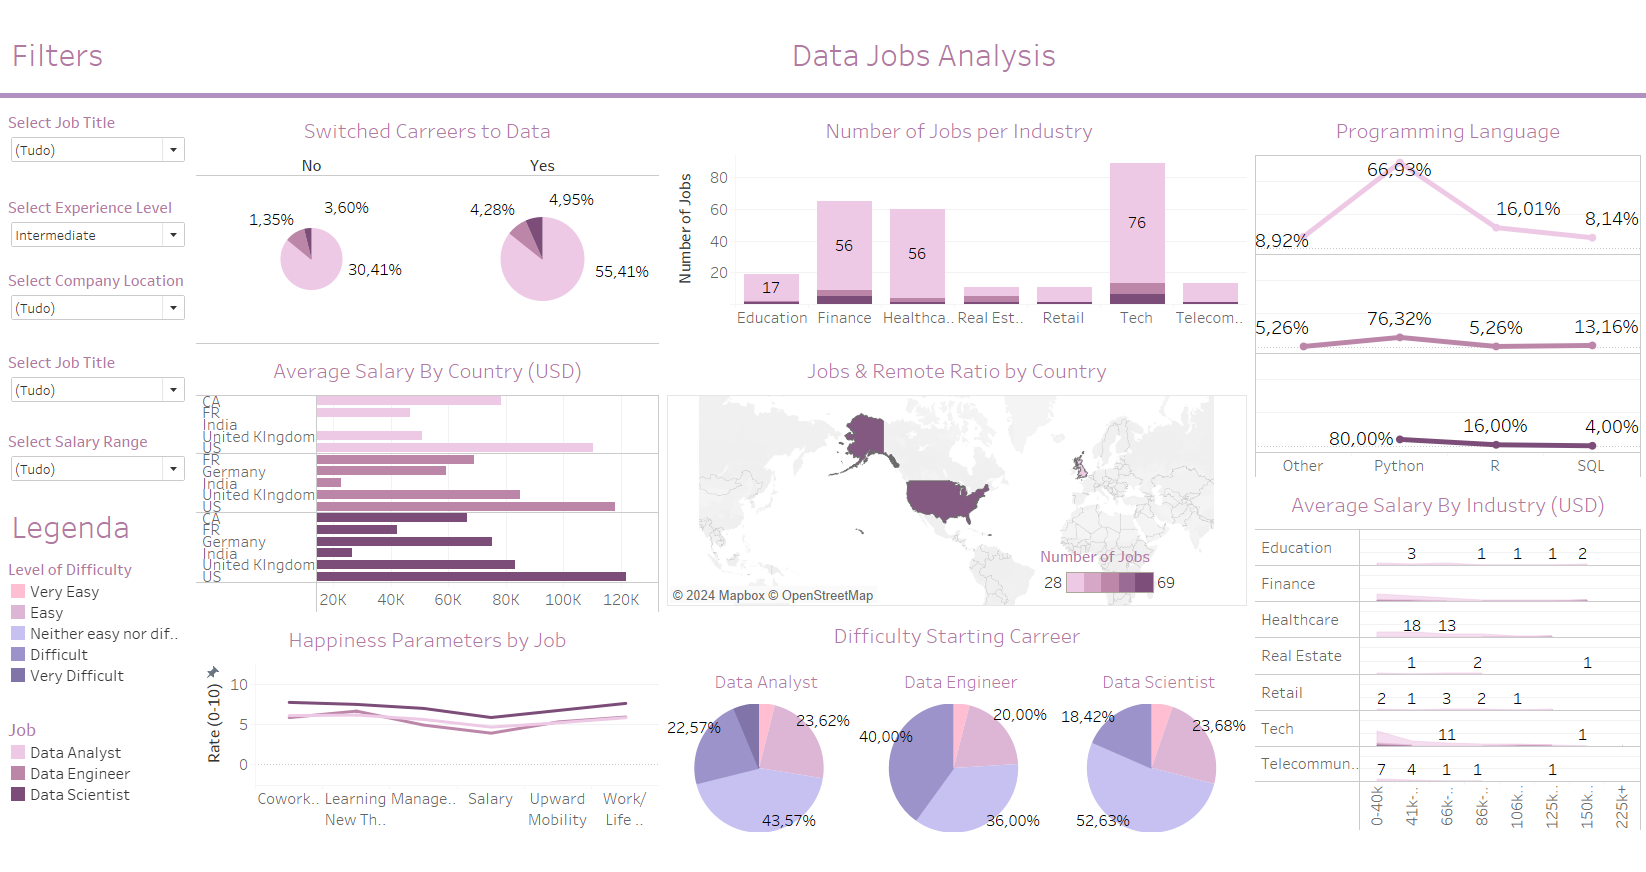 Filters
Data Jobs Analysis
Select Job Title
(Tudo)
Select Experience Level
Intermediate
Select Company Location
(Tudo)
Select Job Title
(Tudo)
Select Salary Range
(Tudo)
Legenda
Level of Difficulty
Very Easy
Easy
Neither easy nor dif..
Difficult
Very Difficult
Job
Data Analyst
Data Engineer
Data Scientist
Switched Carreers to Data
No
Yes
1,35%
3,60%
30,41%
4,28%
4,95%
55,41%
Average Salary By Country (USD)
CA
FR
India
United KIngdom
US
FR
Germany
India
United KIngdom
US
CA
FR
Germany
India
United KIngdom
US
20K 40K 60K 80K 100K 120K
Happiness Parameters by Job
Rate (0-10)
10
5
0
Cowork.. Learning Manage.. Salary Upward Work/
New Th.. Mobility Life ..
Number of Jobs per Industry
Number of Jobs
80
60
40
20
17
56
56
76
Education Finance Healthca.. Real Est.. Retail Tech Telecom..
Jobs & Remote Ratio by Country
Number of Jobs
28 69
© 2024 Mapbox © OpenStreetMap
Difficulty Starting Carreer
Data Analyst
22,57%
23,62%
43,57%
Data Engineer
40,00%
20,00%
36,00%
Data Scientist
18,42%
23,68%
52,63%
Programming Language
8,92%
66,93%
16,01%
8,14%
5,26%
76,32%
5,26%
13,16%
80,00%
16,00%
4,00%
Other Python R SQL
Average Salary By Industry (USD)
Education 3 1 1 1 2
Finance
Healthcare 18 13
Real Estate 1 2 1
Retail 2 1 3 2 1
Tech 11 1
Telecommun.. 7 4 1 1 1
0-40k 41k-.. 66k-.. 86k-.. 106k.. 125k.. 150k.. 225k+